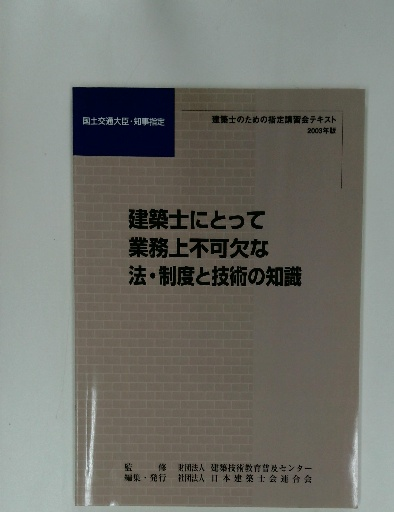 国土交通大臣・知事指定
建築士のための指定講習会テキスト
2003年版
建築士にとって
業務上不可欠な
法・制度と技術の知識
監 修 財団法人 建築技術教育普及センター
編集・発行 社団法人 日本建築士会連合会